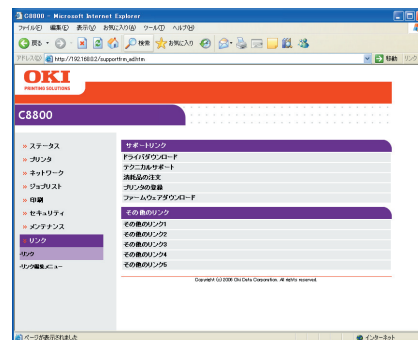 C8800 - Microsoft Internet Explorer
ファイル(F) 編集(E) 表示(V) お気に入り(A) ツール(T) ヘルプ(H)
戻る 検索 お気に入り
アドレス(D) http://192.168.0.2/supportfrm_ad.htm 移動 リンク
OKI
PRINTING SOLUTIONS
C8800
ステータス
プリンタ
ネットワーク
ジョブリスト
印刷
セキュリティ
メンテナンス
リンク
リンク
リンク編集メニュー
サポートリンク
ドライバダウンロード
テクニカルサポート
消耗品の注文
プリンタの登録
ファームウェアダウンロード
その他のリンク
その他のリンク1
その他のリンク2
その他のリンク3
その他のリンク4
その他のリンク5
Copyright (c) 2006 Oki Data Corporation. All rights reserved.
ページが表示されました
インターネット